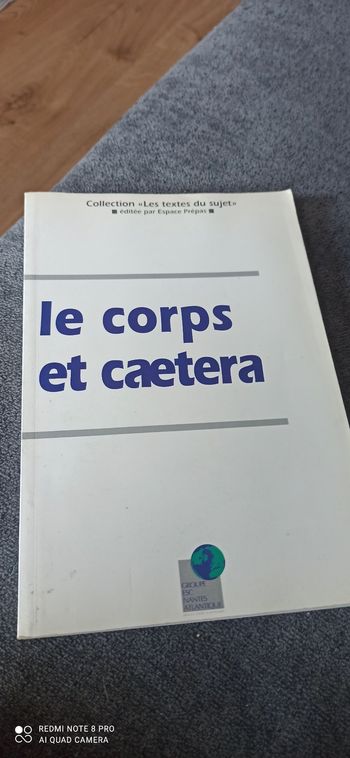 Collection «Les textes du sujet»
■ éditée par Espace Prépas ■
le corps
et cætera
GROUPE
ESC
NANTES
ATLANTIQUE
REDMI NOTE 8 PRO
AI QUAD CAMERA